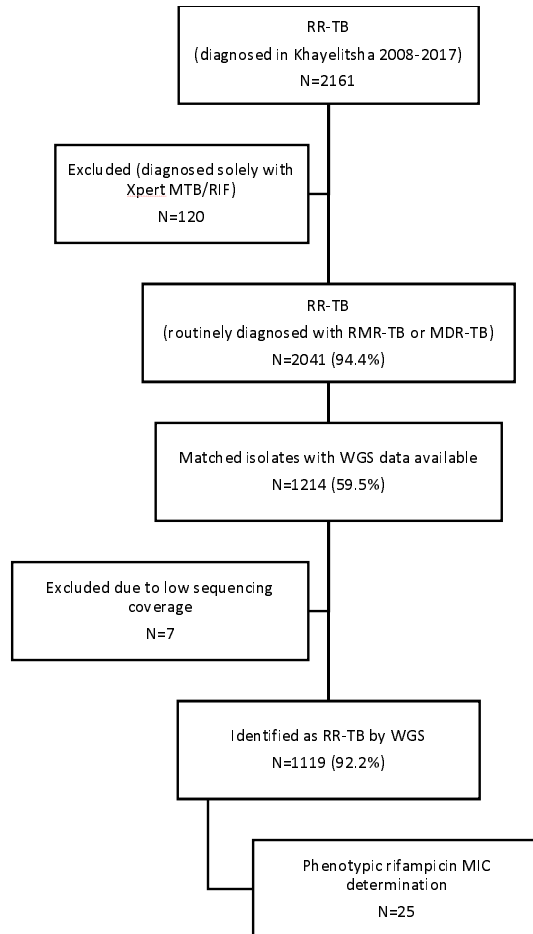 RR-TB
(diagnosed in Khayelitsha 2008-2017)
N=2161
Excluded (diagnosed solely with
Xpert MTB/RIF)
N=120
RR-TB
(routinely diagnosed with RMR-TB or MDR-TB)
N=2041 (94.4%)
Matched isolates with WGS data available
N=1214 (59.5%)
Excluded due to low sequencing
coverage
N=7
Identified as RR-TB by WGS
N=1119 (92.2%)
Phenotypic rifampicin MIC
determination
N=25